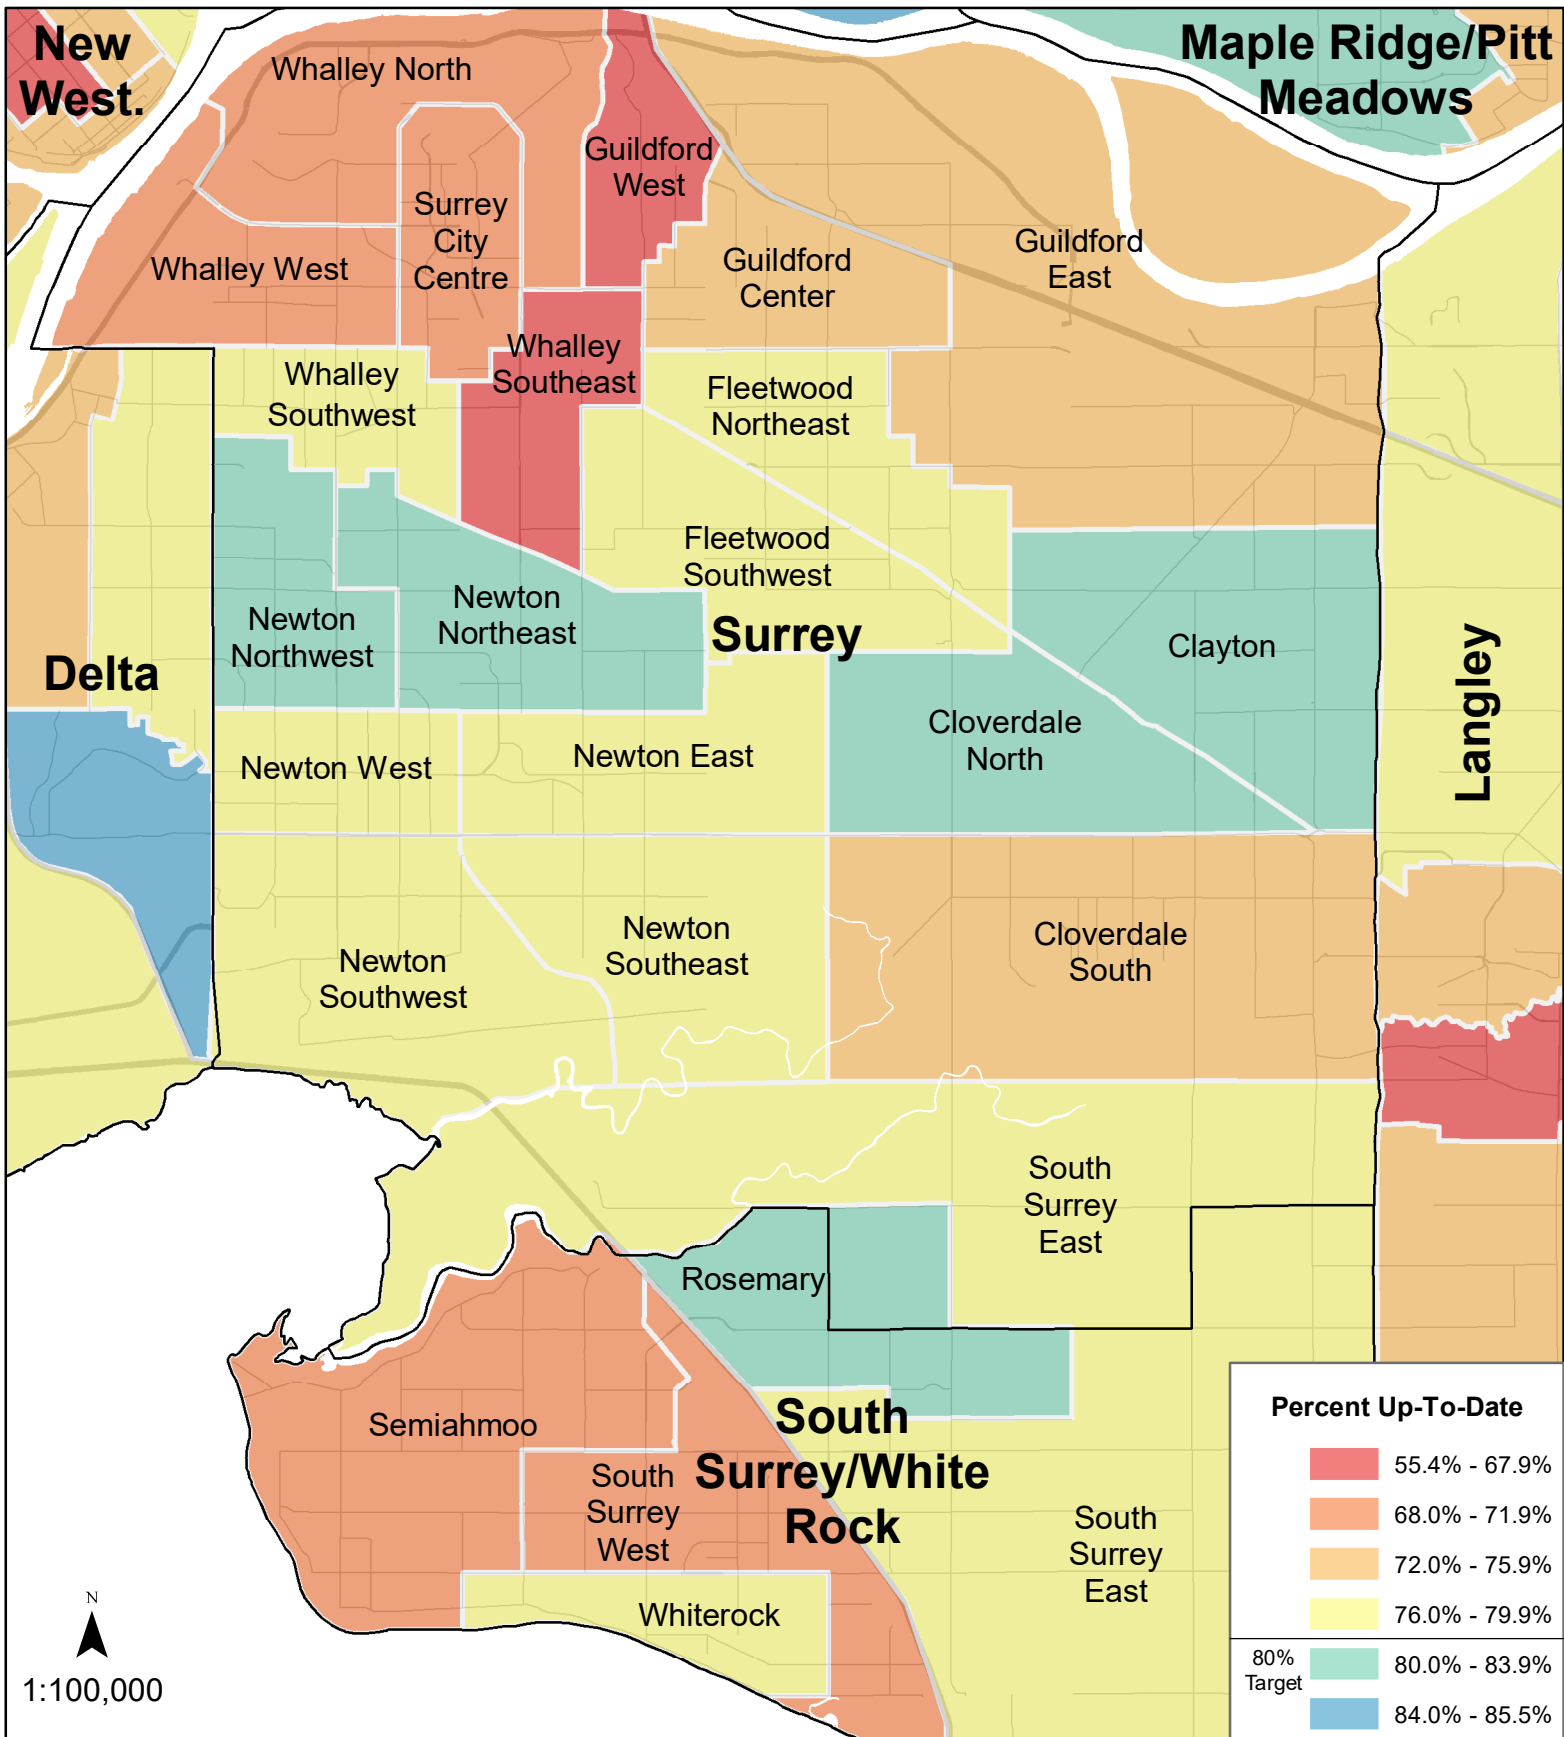 New
West.
Maple Ridge/Pitt
Meadows
Whalley North
Guildford
West
Surrey
City
Centre
Whalley West
Guildford
Center
Guildford
East
Whalley
Southwest
Whalley
Southeast
Fleetwood
Northeast
Fleetwood
Southwest
Newton
Northwest
Newton
Northeast
Surrey
Clayton
Delta
Langley
Cloverdale
North
Newton West
Newton East
Newton
Southwest
Newton
Southeast
Cloverdale
South
South
Surrey
East
Rosemary
Semiahmoo
South
Surrey/White
Rock
South
Surrey
West
South
Surrey
East
Whiterock
N
1:100,000
Percent Up-To-Date
55.4% - 67.9%
68.0% - 71.9%
72.0% - 75.9%
76.0% - 79.9%
80%
Target
80.0% - 83.9%
84.0% - 85.5%